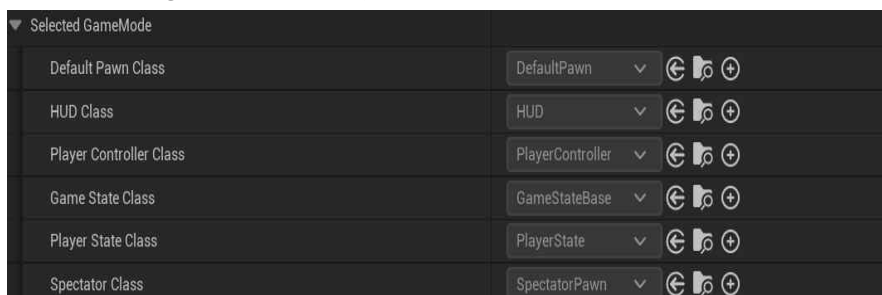 Selected GameMode
Default Pawn Class DefaultPawn
HUD Class HUD
Player Controller Class PlayerController
Game State Class GameStateBase
Player State Class PlayerState
Spectator Class SpectatorPawn